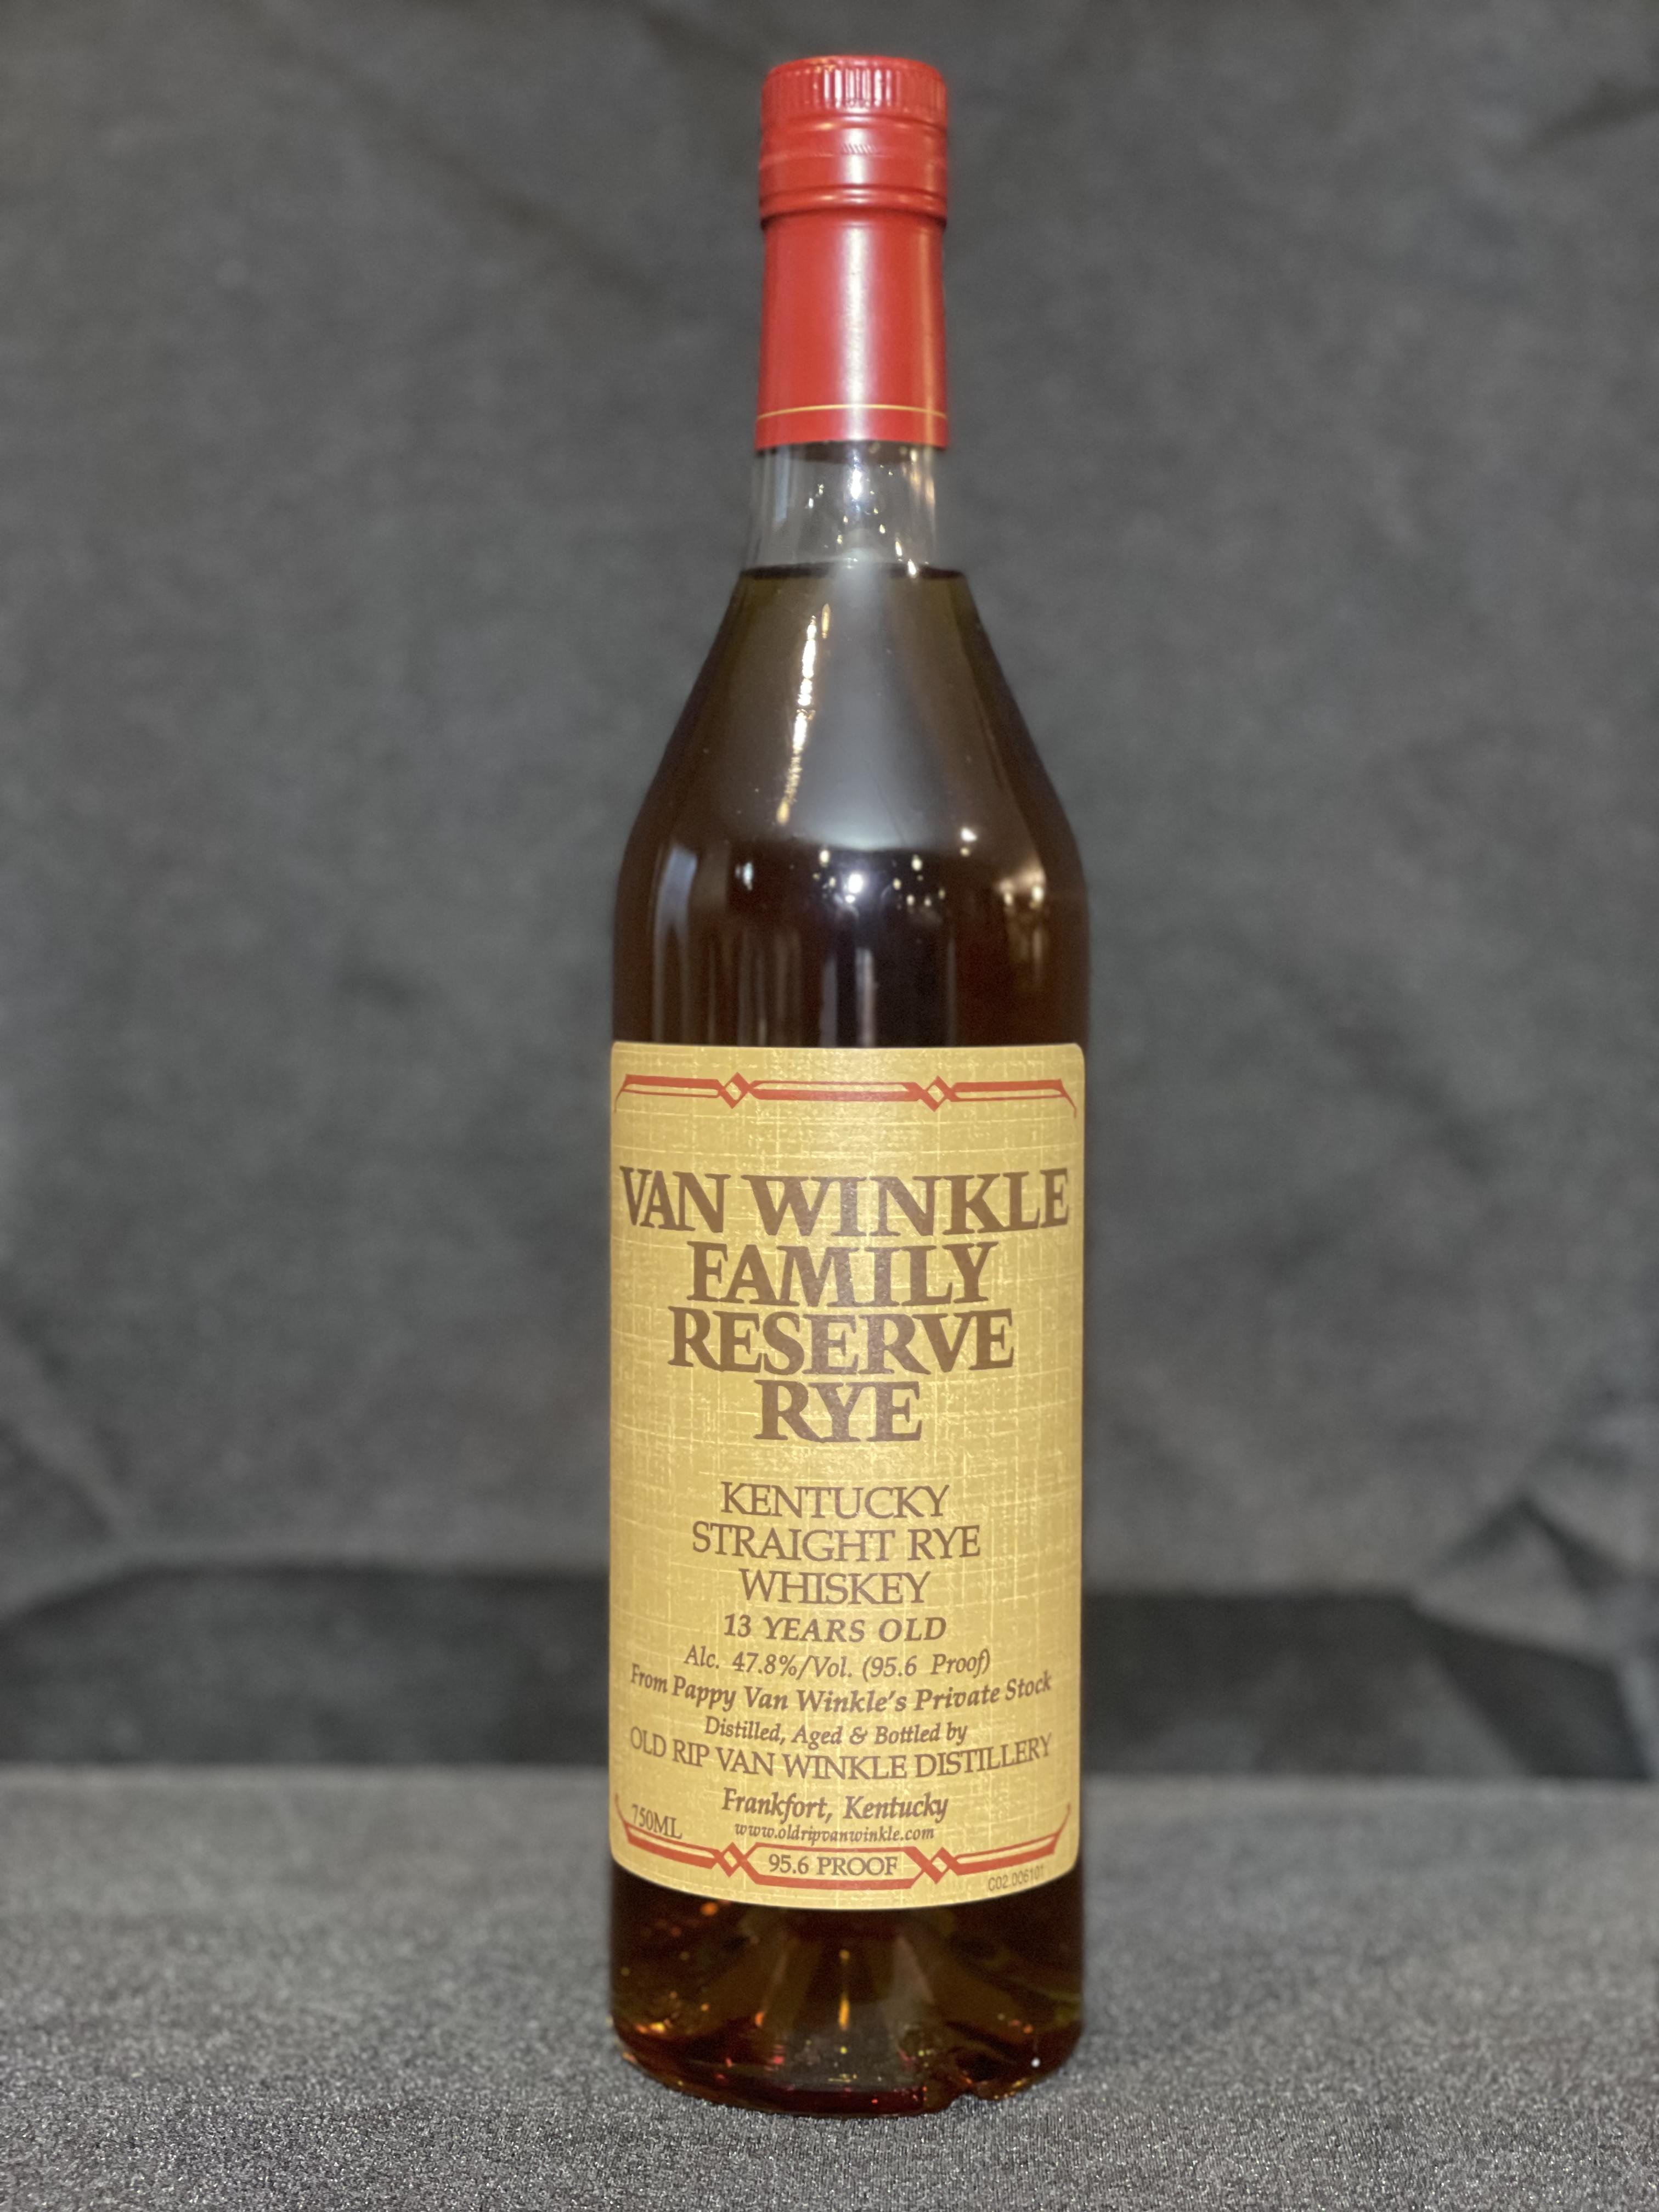 VAN WINKLE
FAMILY
RESERVE
RYE
KENTUCKY
STRAIGHT RYE
WHISKEY
13 YEARS OLD
Alc. 47.8%/Vol. (95.6 Proof)
From Pappy Van Winkle's Private Stock
Distilled, Aged & Bottled by
OLD RIP VAN WINKLE DISTILLERY
Frankfort, Kentucky
750ML
www.oldripvanwinkle.com
95.6 PROOF
C02.006101